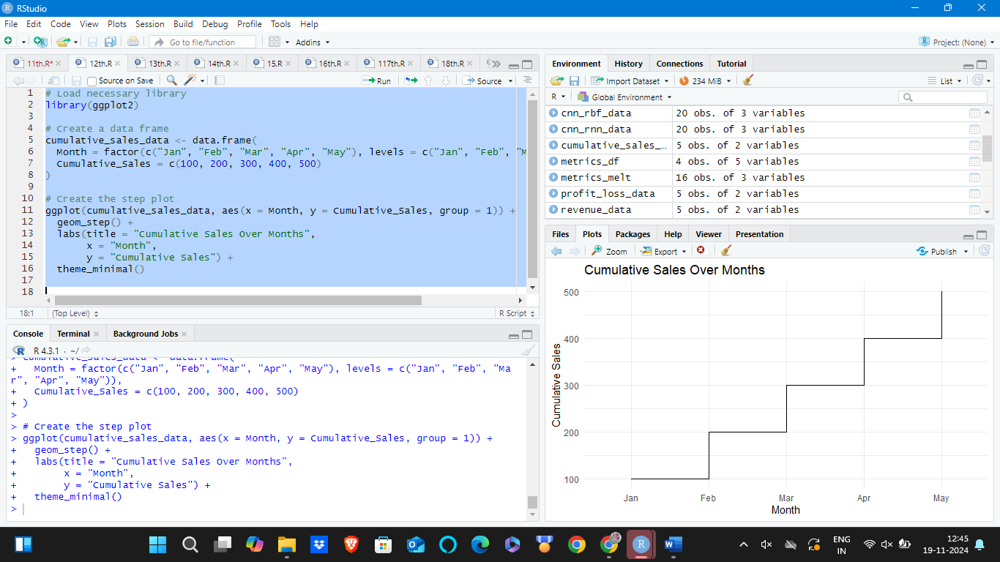 RStudio
File Edit Code View Plots Session Build Debug Profile Tools Help
Go to file/function Addins Project: (None)
11th.R* 12th.R 13th.R 14th.R 15.R 16th.R 117th.R 18th.R
Source on Save Run Source
1 # Load necessary library
2 library(ggplot2)
3
4 # Create a data frame
5 cumulative_sales_data <- data.frame(
6 Month = factor(c("Jan", "Feb", "Mar", "Apr", "May"), levels = c("Jan", "Feb", "M
7 Cumulative_Sales = c(100, 200, 300, 400, 500)
8 )
9
10 # Create the step plot
11 ggplot(cumulative_sales_data, aes(x = Month, y = Cumulative_Sales, group = 1)) +
12 geom_step() +
13 labs(title = "Cumulative Sales Over Months",
14 x = "Month",
15 y = "Cumulative Sales") +
16 theme_minimal()
17
18
18:1 (Top Level) R Script
Console Terminal Background Jobs
R 4.3.1 · ~/
> cumulative_sales_data <- data.frame(
+ Month = factor(c("Jan", "Feb", "Mar", "Apr", "May"), levels = c("Jan", "Feb", "Ma
r", "Apr", "May")),
+ Cumulative_Sales = c(100, 200, 300, 400, 500)
+ )
>
> # Create the step plot
> ggplot(cumulative_sales_data, aes(x = Month, y = Cumulative_Sales, group = 1)) +
+ geom_step() +
+ labs(title = "Cumulative Sales Over Months",
+ x = "Month",
+ y = "Cumulative Sales") +
+ theme_minimal()
>
Environment History Connections Tutorial
Import Dataset 234 MiB List
R Global Environment
cnn_rbf_data 20 obs. of 3 variables
cnn_rnn_data 20 obs. of 3 variables
cumulative_sales_… 5 obs. of 2 variables
metrics_df 4 obs. of 5 variables
metrics_melt 16 obs. of 3 variables
profit_loss_data 5 obs. of 2 variables
revenue_data 5 obs. of 2 variables
Files Plots Packages Help Viewer Presentation
Zoom Export Publish
Cumulative Sales Over Months
500
400
300
200
100
Cumulative Sales
Jan Feb Mar Apr May
Month
ENG
IN
12:45
19-11-2024